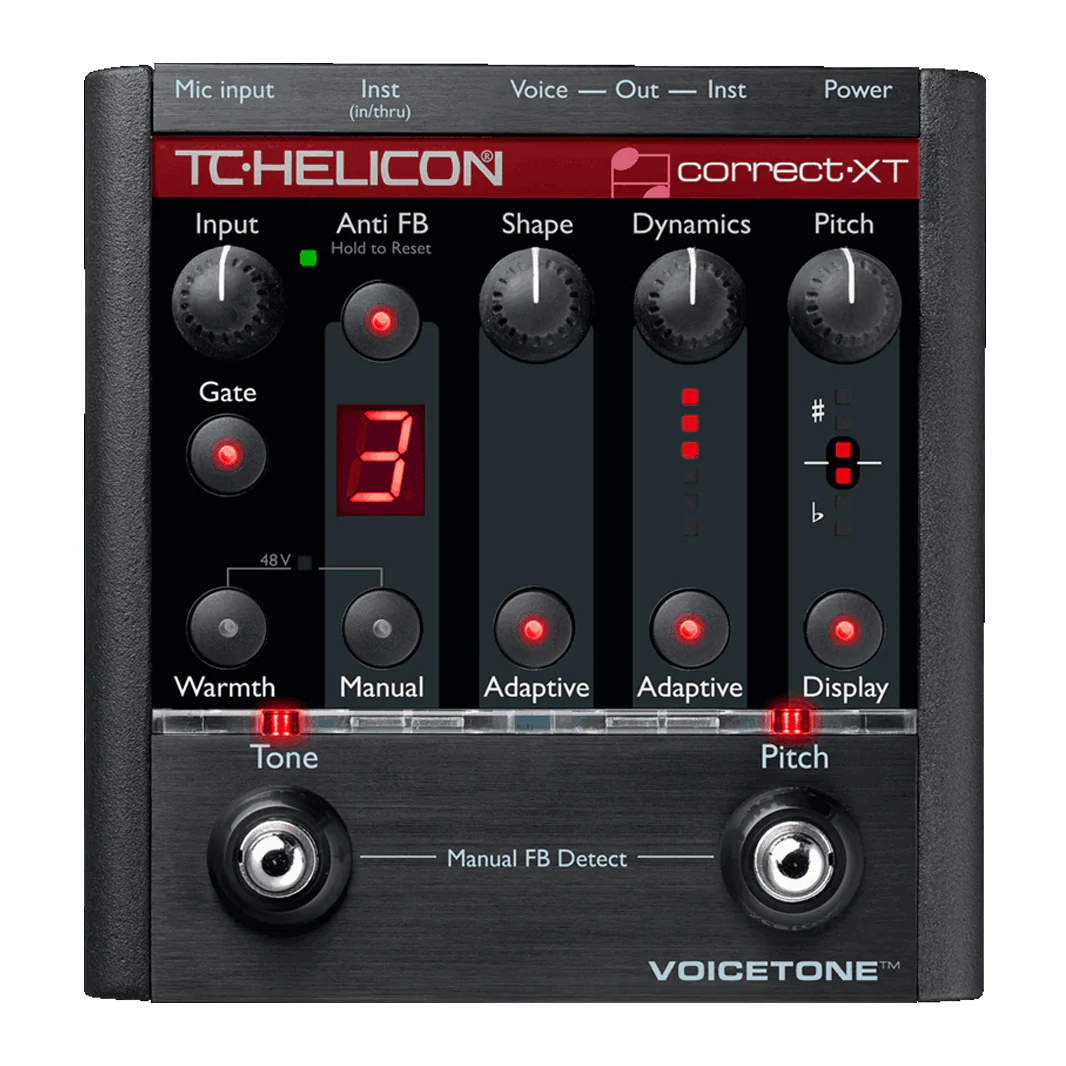 Mic input Inst Voice — Out — Inst Power
(in/thru)
TC·HELICON® correct·XT
Input Anti FB Shape Dynamics Pitch
Hold to Reset
Gate
♯
3
♭
48V
Warmth Manual Adaptive Adaptive Display
Tone Pitch
Manual FB Detect
VOICETONE™